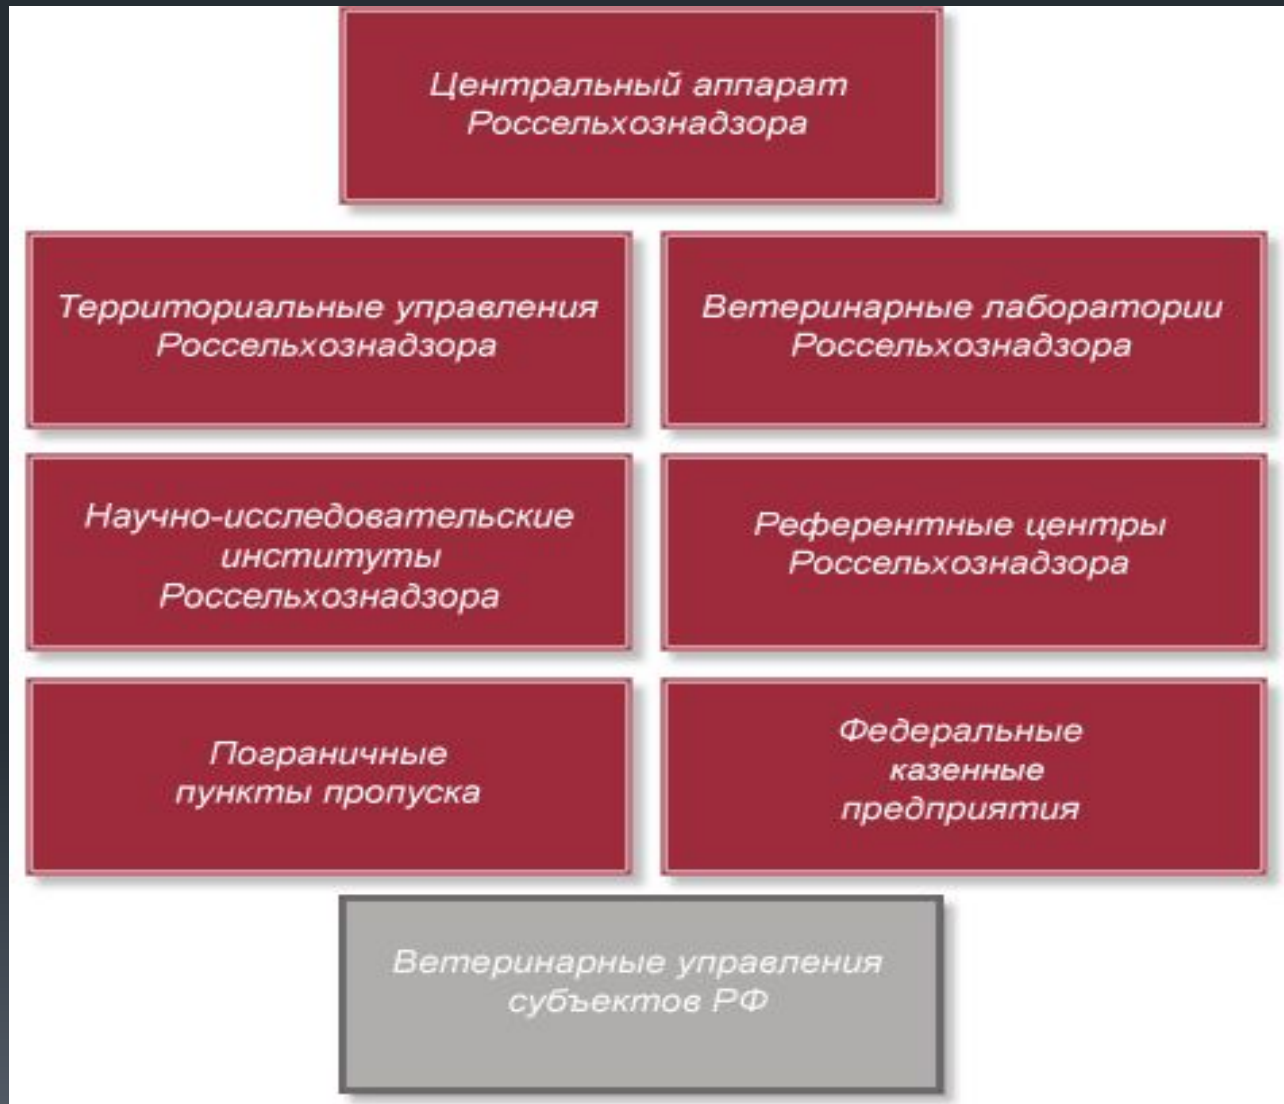 Центральный аппарат
Россельхознадзора
Территориальные управления
Россельхознадзора
Ветеринарные лаборатории
Россельхознадзора
Научно-исследовательские
институты
Россельхознадзора
Референтные центры
Россельхознадзора
Пограничные
пункты пропуска
Федеральные
казенные
предприятия
Ветеринарные управления
субъектов РФ